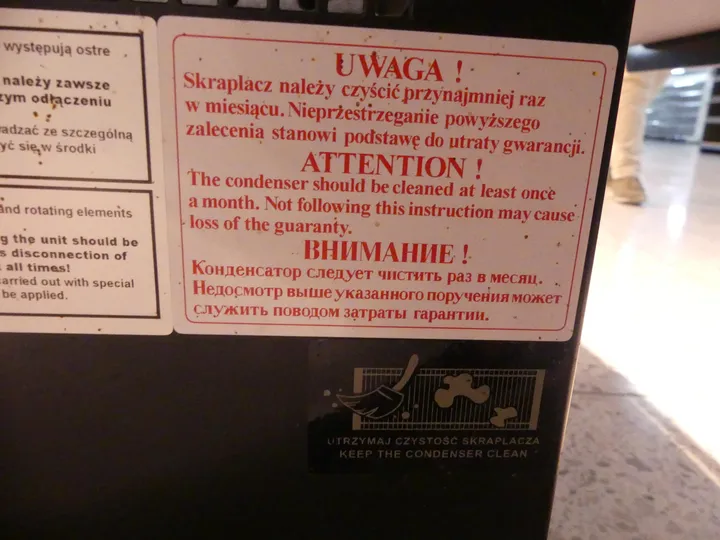 występują ostre
należy zawsze
zym odłączeniu
adzać ze szczególną
yć się w środki
and rotating elements
g the unit should be
s disconnection of
all times!
carried out with special
be applied.
UWAGA !
Skraplacz należy czyścić przynajmniej raz
w miesiącu. Nieprzestrzeganie powyższego
zalecenia stanowi podstawę do utraty gwarancji.
ATTENTION !
The condenser should be cleaned at least once
a month. Not following this instruction may cause
loss of the guaranty.
ВНИМАНИЕ !
Конденсатор следует чистить раз в месяц.
Недосмотр выше указанного поручения может
служить поводом затраты гарантии.
UTRZYMAJ CZYSTOŚĆ SKRAPLACZA
KEEP THE CONDENSER CLEAN